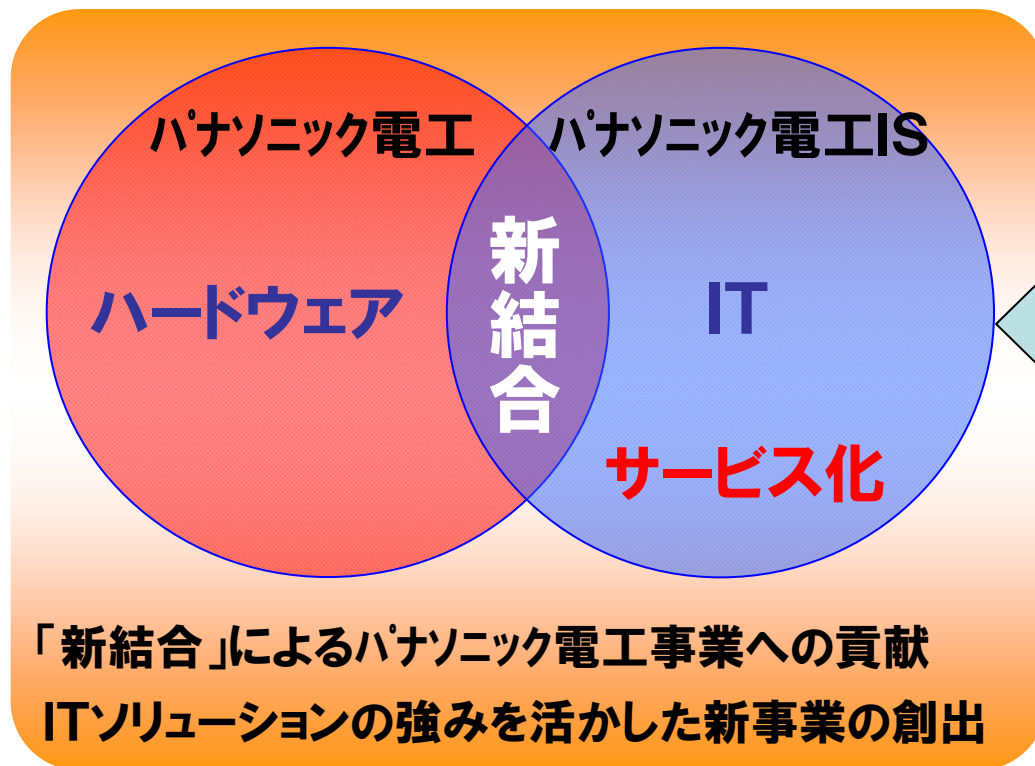 パナソニック電工
パナソニック電工IS
新結合
ハードウェア
IT
サービス化
「新結合」によるパナソニック電工事業への貢献
ITソリューションの強みを活かした新事業の創出